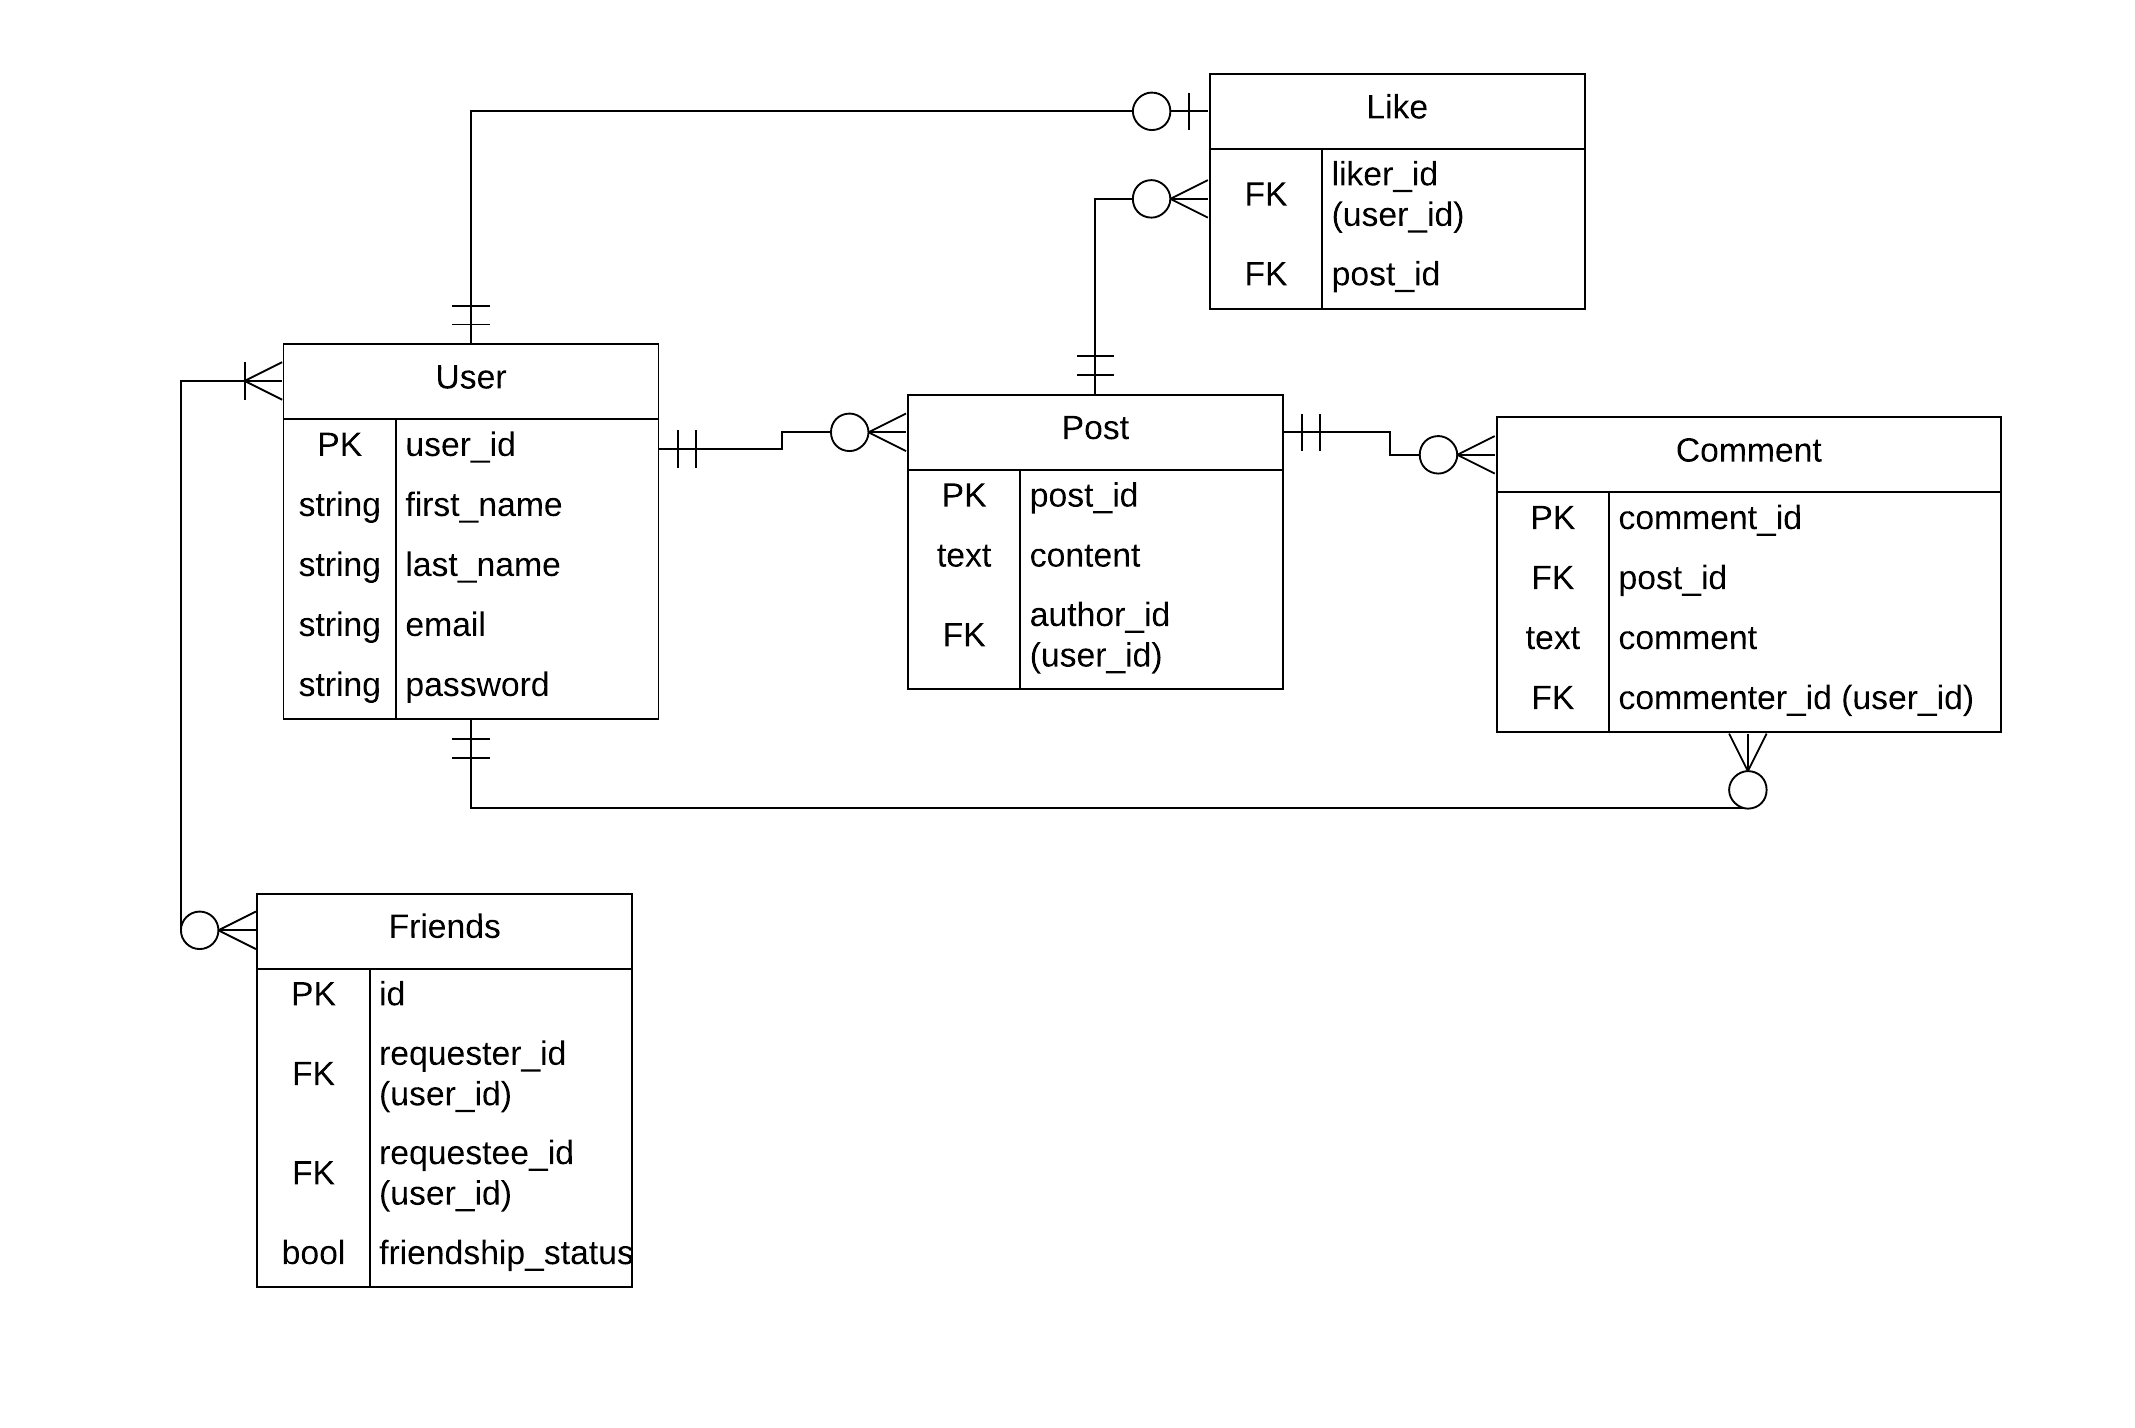 Like
FK liker_id
(user_id)
FK post_id
User
PK user_id
string first_name
string last_name
string email
string password
Post
PK post_id
text content
FK author_id
(user_id)
Comment
PK comment_id
FK post_id
text comment
FK commenter_id (user_id)
Friends
PK id
FK requester_id
(user_id)
FK requestee_id
(user_id)
bool friendship_status